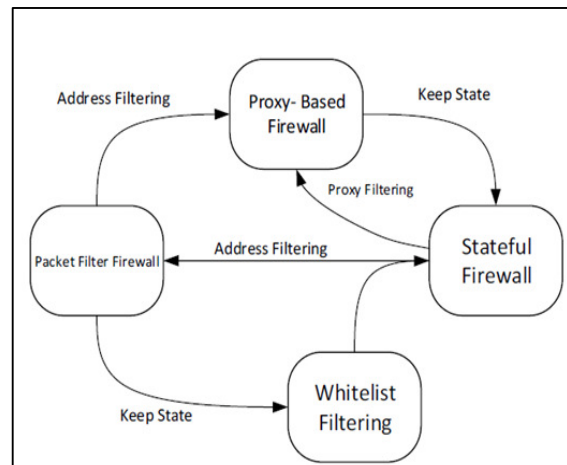 Address Filtering
Proxy- Based
Firewall
Keep State
Proxy Filtering
Packet Filter Firewall
Address Filtering
Stateful
Firewall
Keep State
Whitelist
Filtering